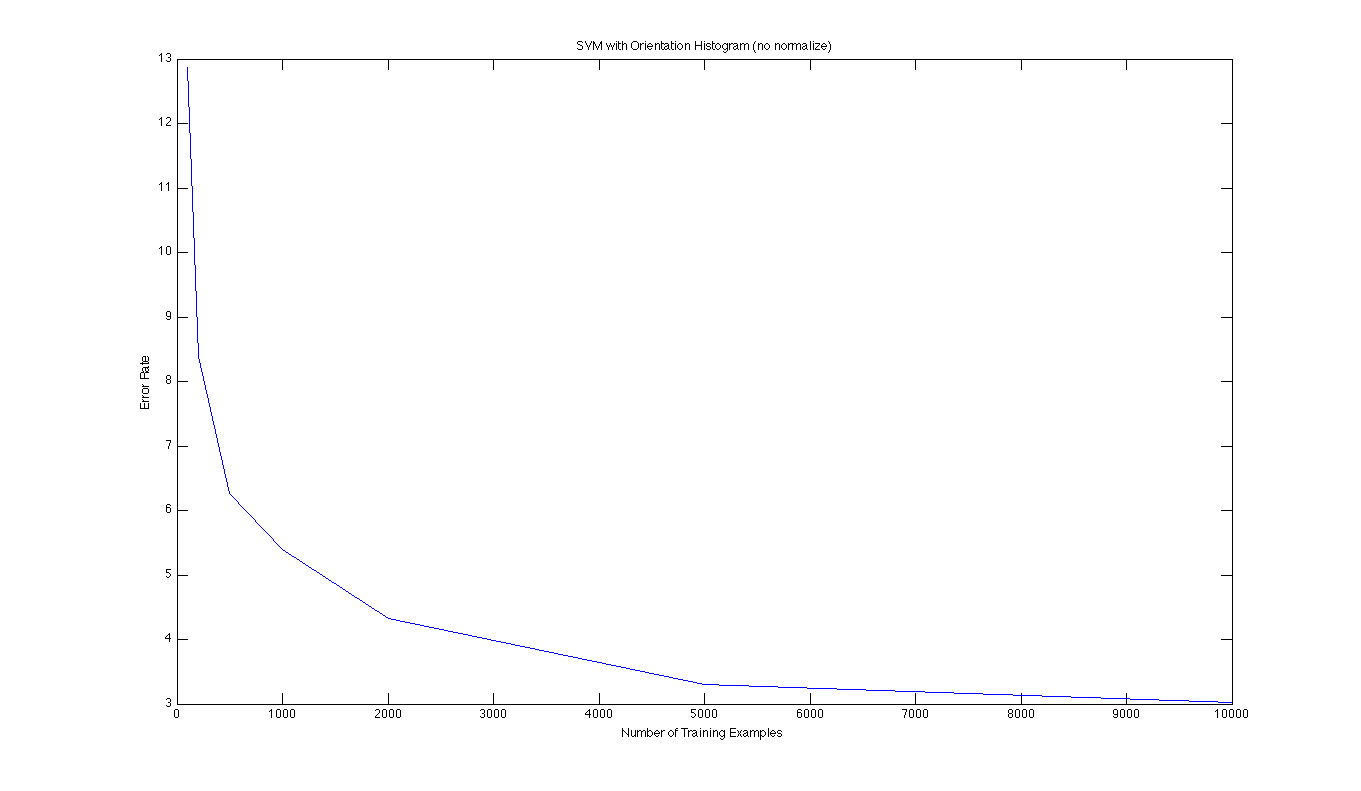 SVM with Orientation Histogram (no normalize)
13
12
11
10
9
8
7
6
5
4
3
Error Rate
0 1000 2000 3000 4000 5000 6000 7000 8000 9000 10000
Number of Training Examples